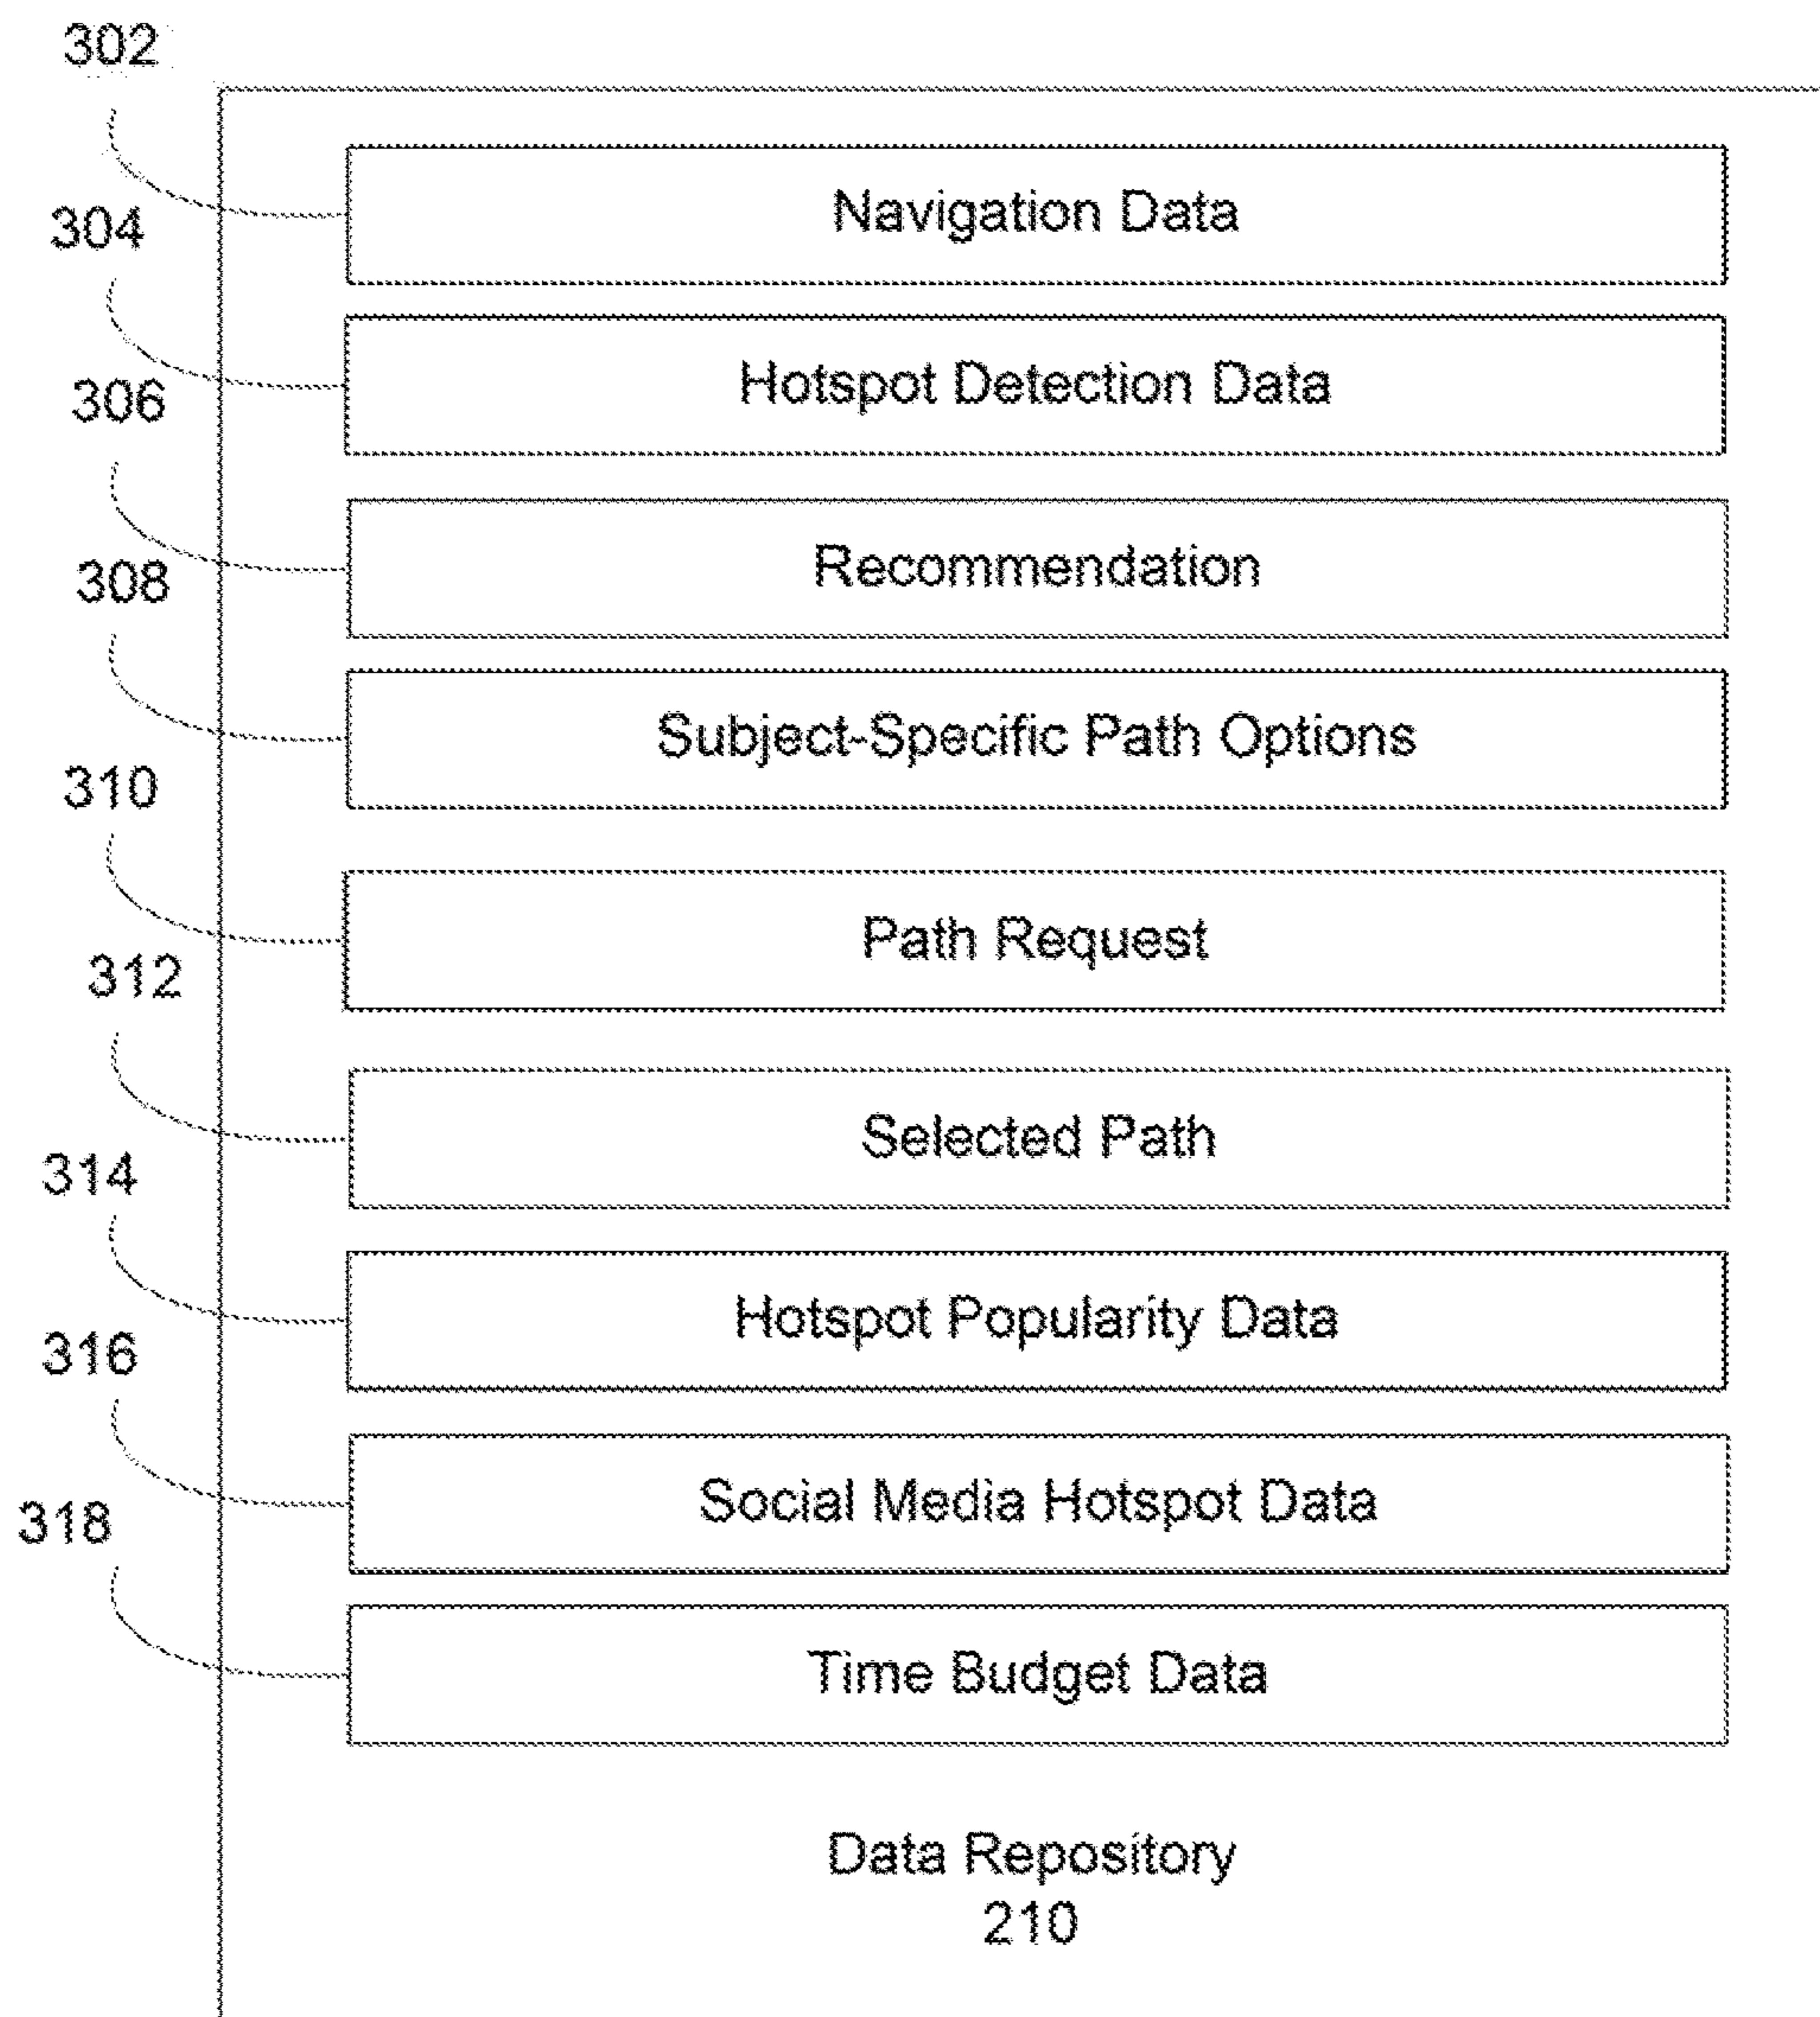 302
Navigation Data
304
Hotspot Detection Data
306
Recommendation
308
Subject-Specific Path Options
310
Path Request
312
Selected Path
314
Hotspot Popularity Data
316
Social Media Hotspot Data
318
Time Budget Data
Data Repository
210